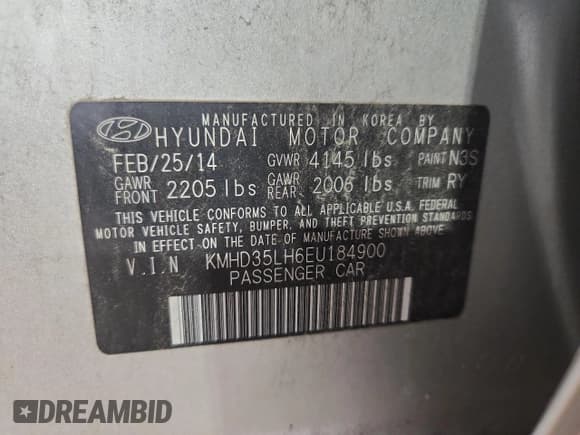 MANUFACTURED IN KOREA BY
HYUNDAI MOTOR COMPANY
FEB/25/14 GVWR 4145 lbs PAINT N3S
GAWR FRONT 2205 lbs GAWR REAR 2006 lbs TRIM RY
THIS VEHICLE CONFORMS TO ALL APPLICABLE U.S.A. FEDERAL
MOTOR VEHICLE SAFETY, BUMPER, AND THEFT PREVENTION STANDARDS
IN EFFECT ON THE DATE OF MANUFACTURE SHOWN ABOVE.
V.I.N KMHD35LH6EU184900
PASSENGER CAR
DREAMBID